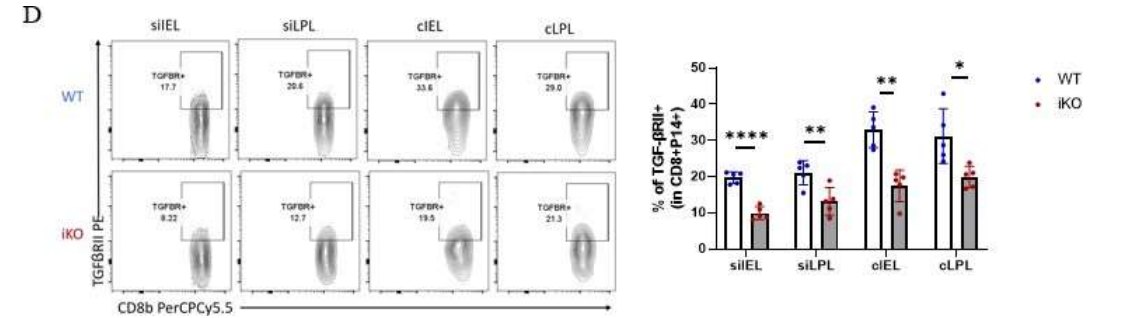 D
siIEL siLPL cIEL cLPL
WT
TGFBR+
17.7
TGFBR+
20.6
TGFBR+
33.6
TGFBR+
29.0
iKO
TGFBR+
8.22
TGFBR+
12.7
TGFBR+
19.5
TGFBR+
21.3
TGFβRII PE
CD8b PerCPCy5.5
% of TGF-βRII+
(in CD8+P14+)
50
40
30
20
10
0
**** ** ** *
siIEL siLPL cIEL cLPL
WT
iKO